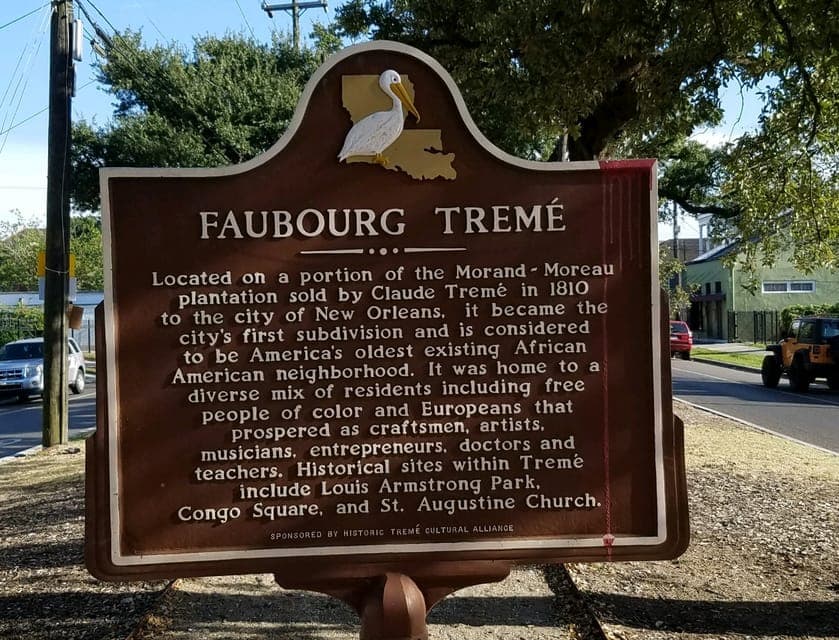 FAUBOURG TREMÉ
Located on a portion of the Morand-Moreau
plantation sold by Claude Tremé in 1810
to the city of New Orleans, it became the
city's first subdivision and is considered
to be America's oldest existing African
American neighborhood. It was home to a
diverse mix of residents including free
people of color and Europeans that
prospered as craftsmen, artists,
musicians, entrepreneurs, doctors and
teachers. Historical sites within Tremé
include Louis Armstrong Park,
Congo Square, and St. Augustine Church.
SPONSORED BY HISTORIC TREMÉ CULTURAL ALLIANCE